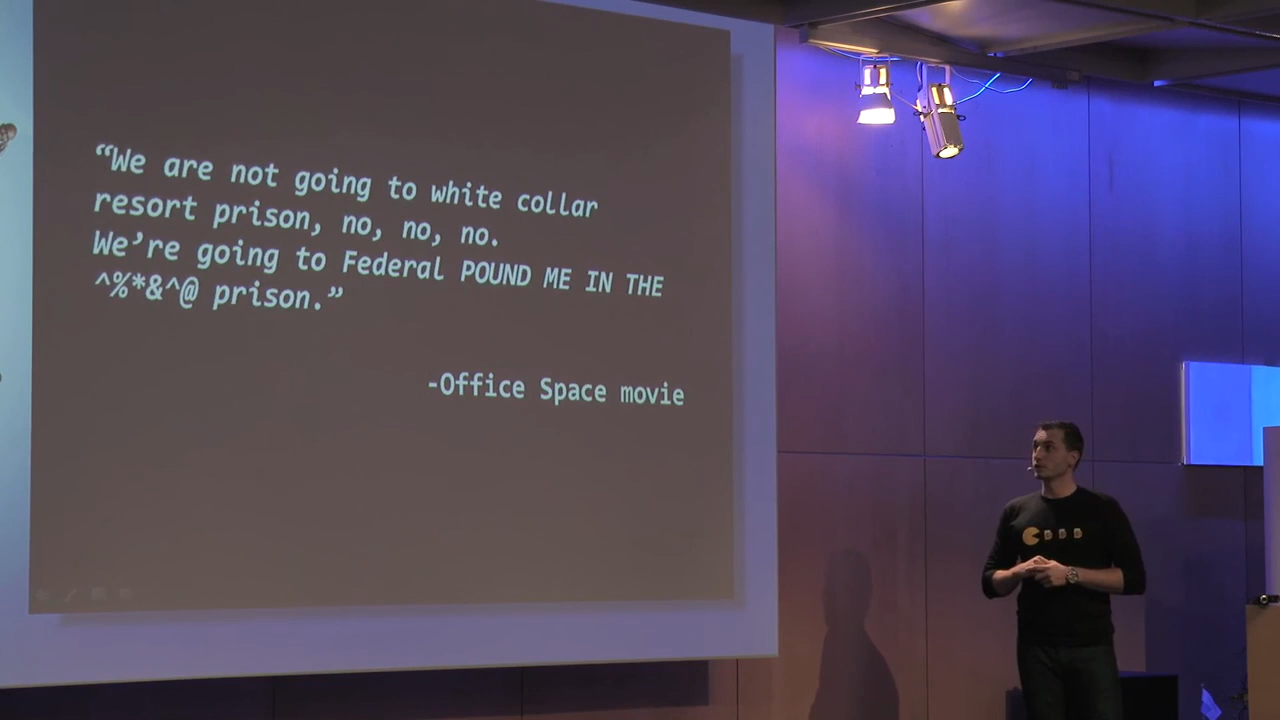 “We are not going to white collar
resort prison, no, no, no.
We’re going to Federal POUND ME IN THE
^%*&^@ prison.”
-Office Space movie